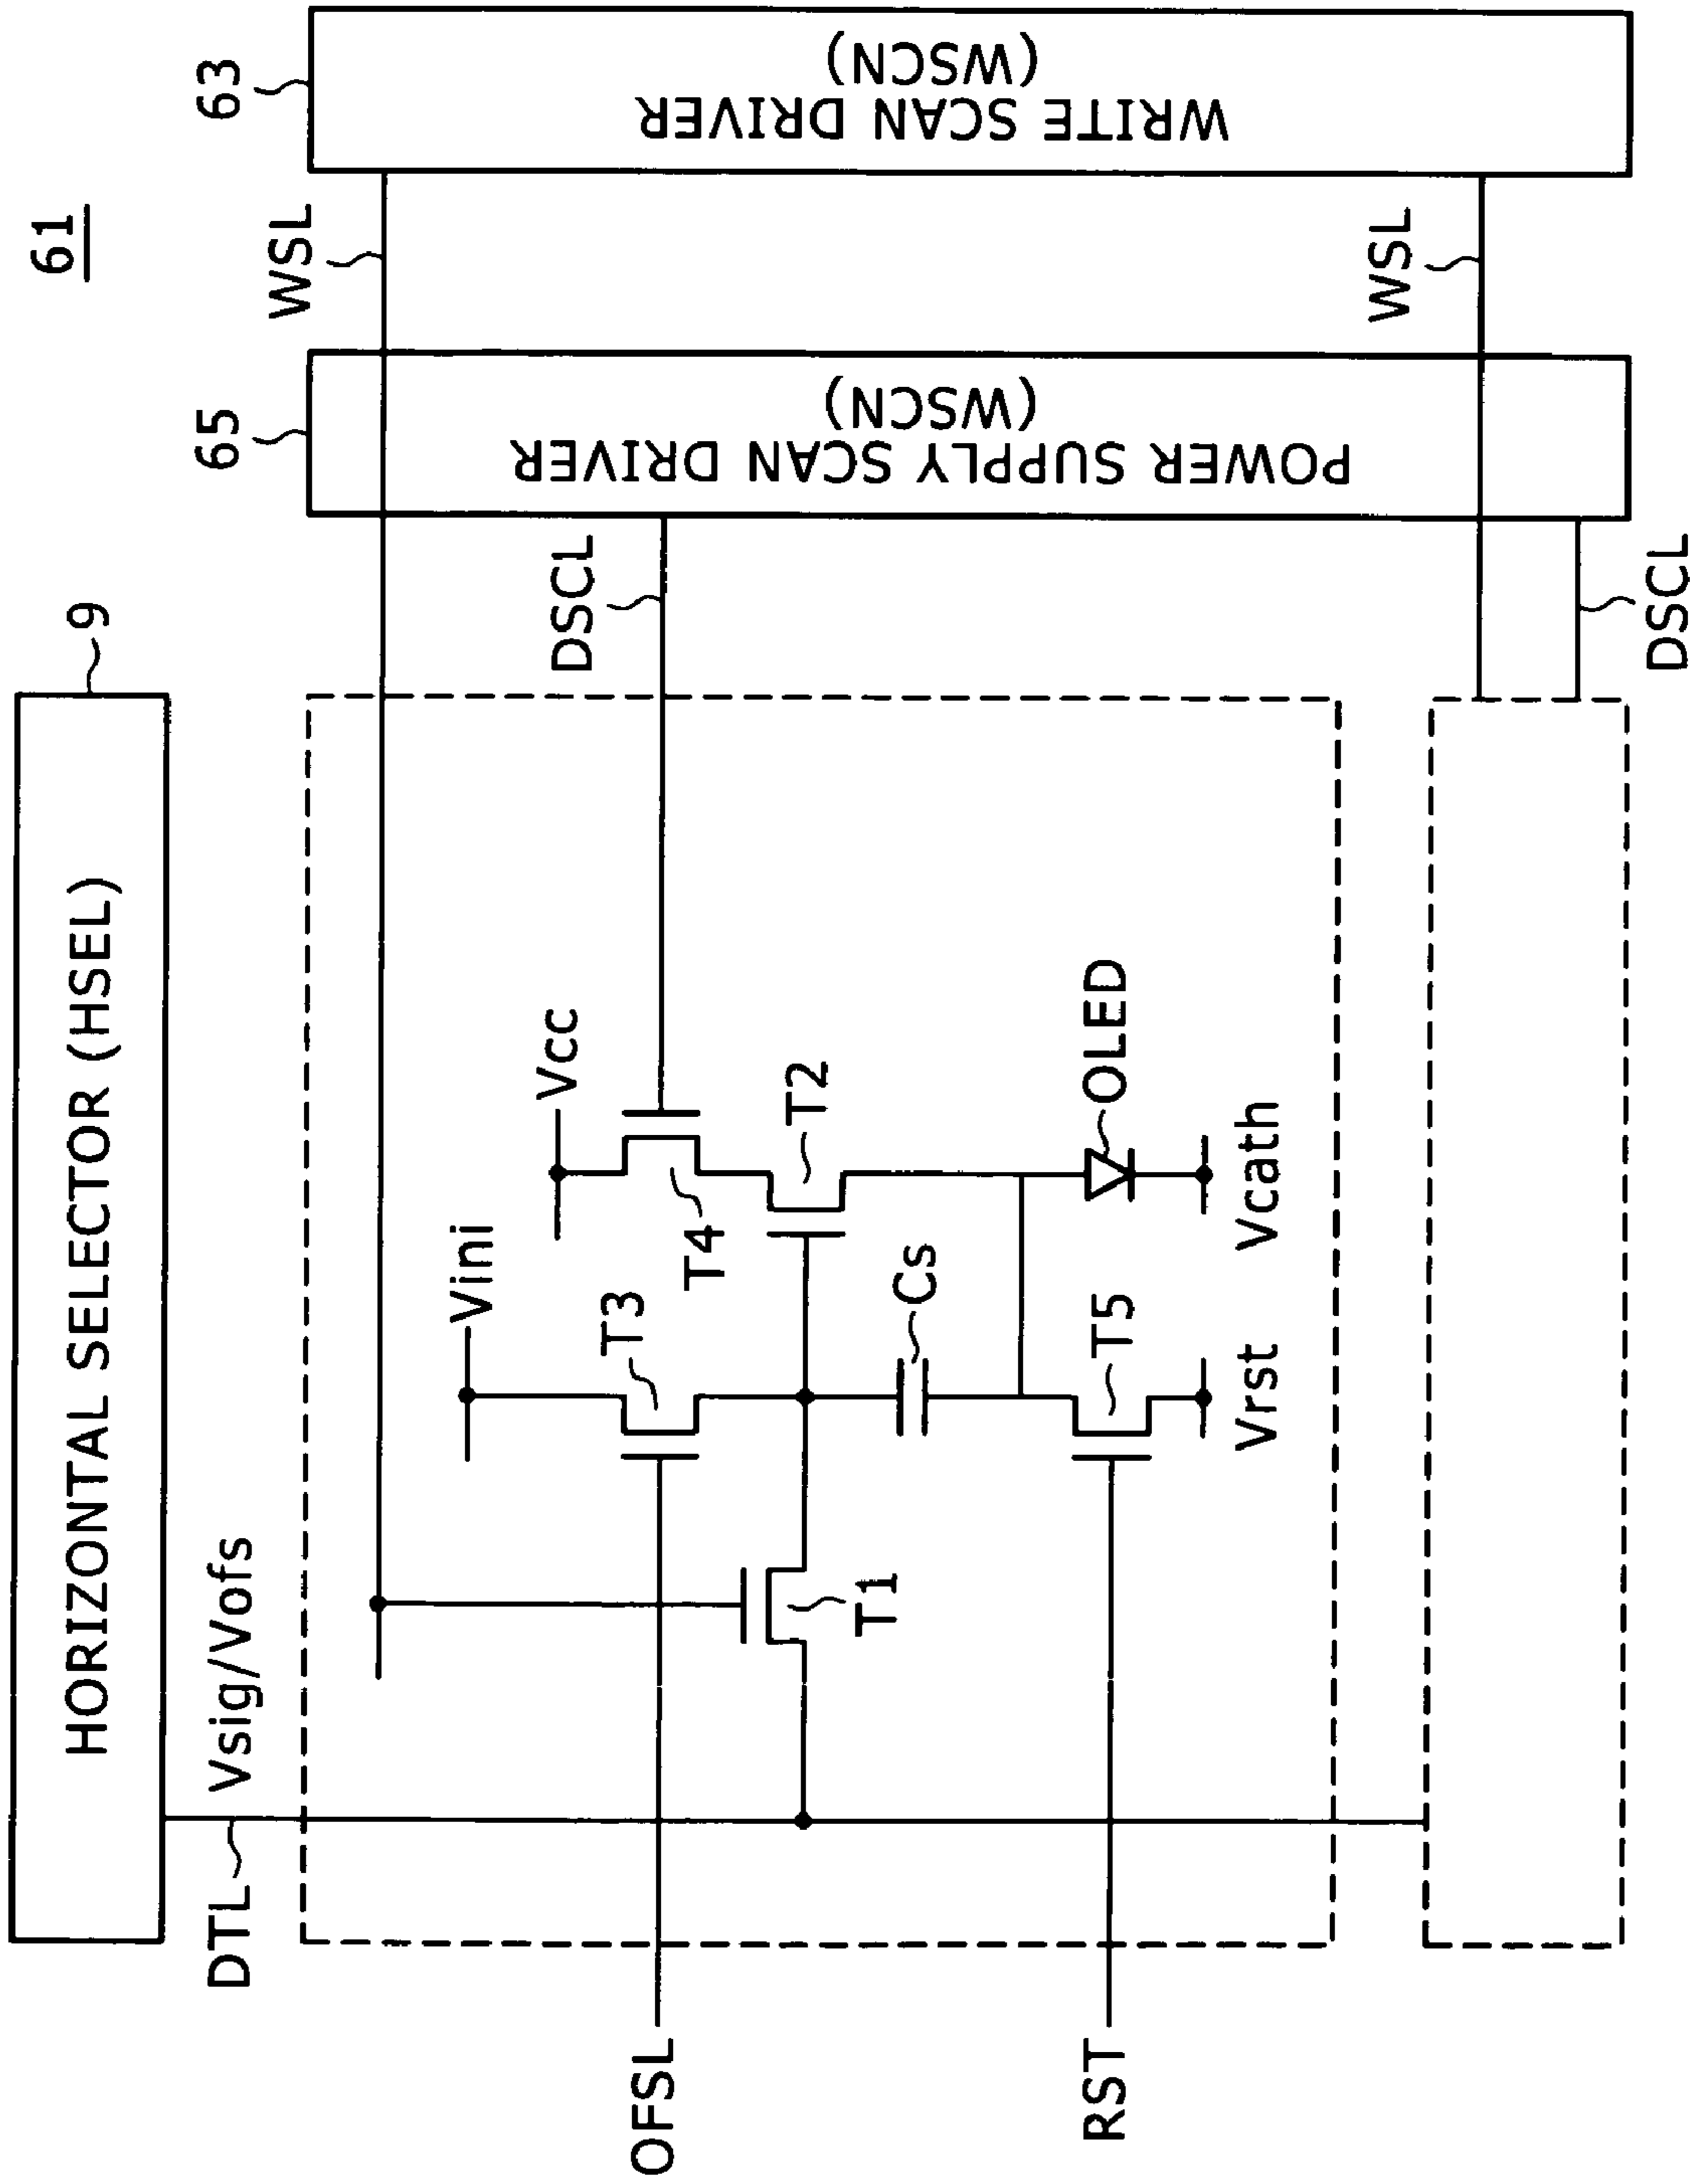 61
HORIZONTAL SELECTOR (HSEL)
9
65
63
DTL
Vsig/Vofs
WSL
Vini
Vcc
DSCL
OFSL
T3
T4
T2
T1
Cs
OLED
RST
T5
Vrst
Vcath
POWER SUPPLY SCAN DRIVER
(WSCN)
WRITE SCAN DRIVER
(WSCN)
WSL
DSCL